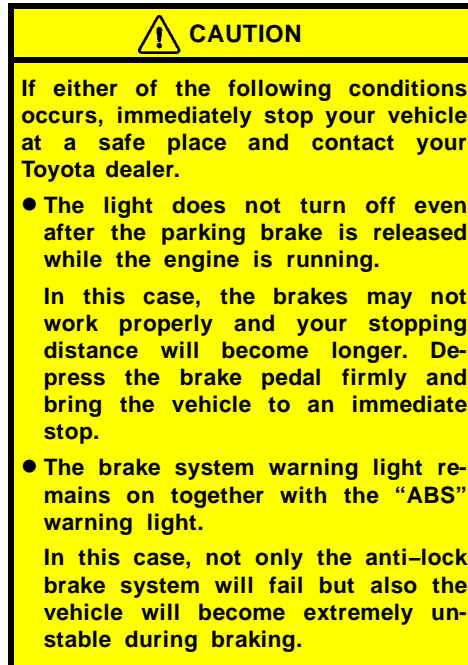 CAUTION
If either of the following conditions
occurs, immediately stop your vehicle
at a safe place and contact your
Toyota dealer.
● The light does not turn off even
after the parking brake is released
while the engine is running.
In this case, the brakes may not
work properly and your stopping
distance will become longer. De-
press the brake pedal firmly and
bring the vehicle to an immediate
stop.
● The brake system warning light re-
mains on together with the “ABS”
warning light.
In this case, not only the anti–lock
brake system will fail but also the
vehicle will become extremely un-
stable during braking.